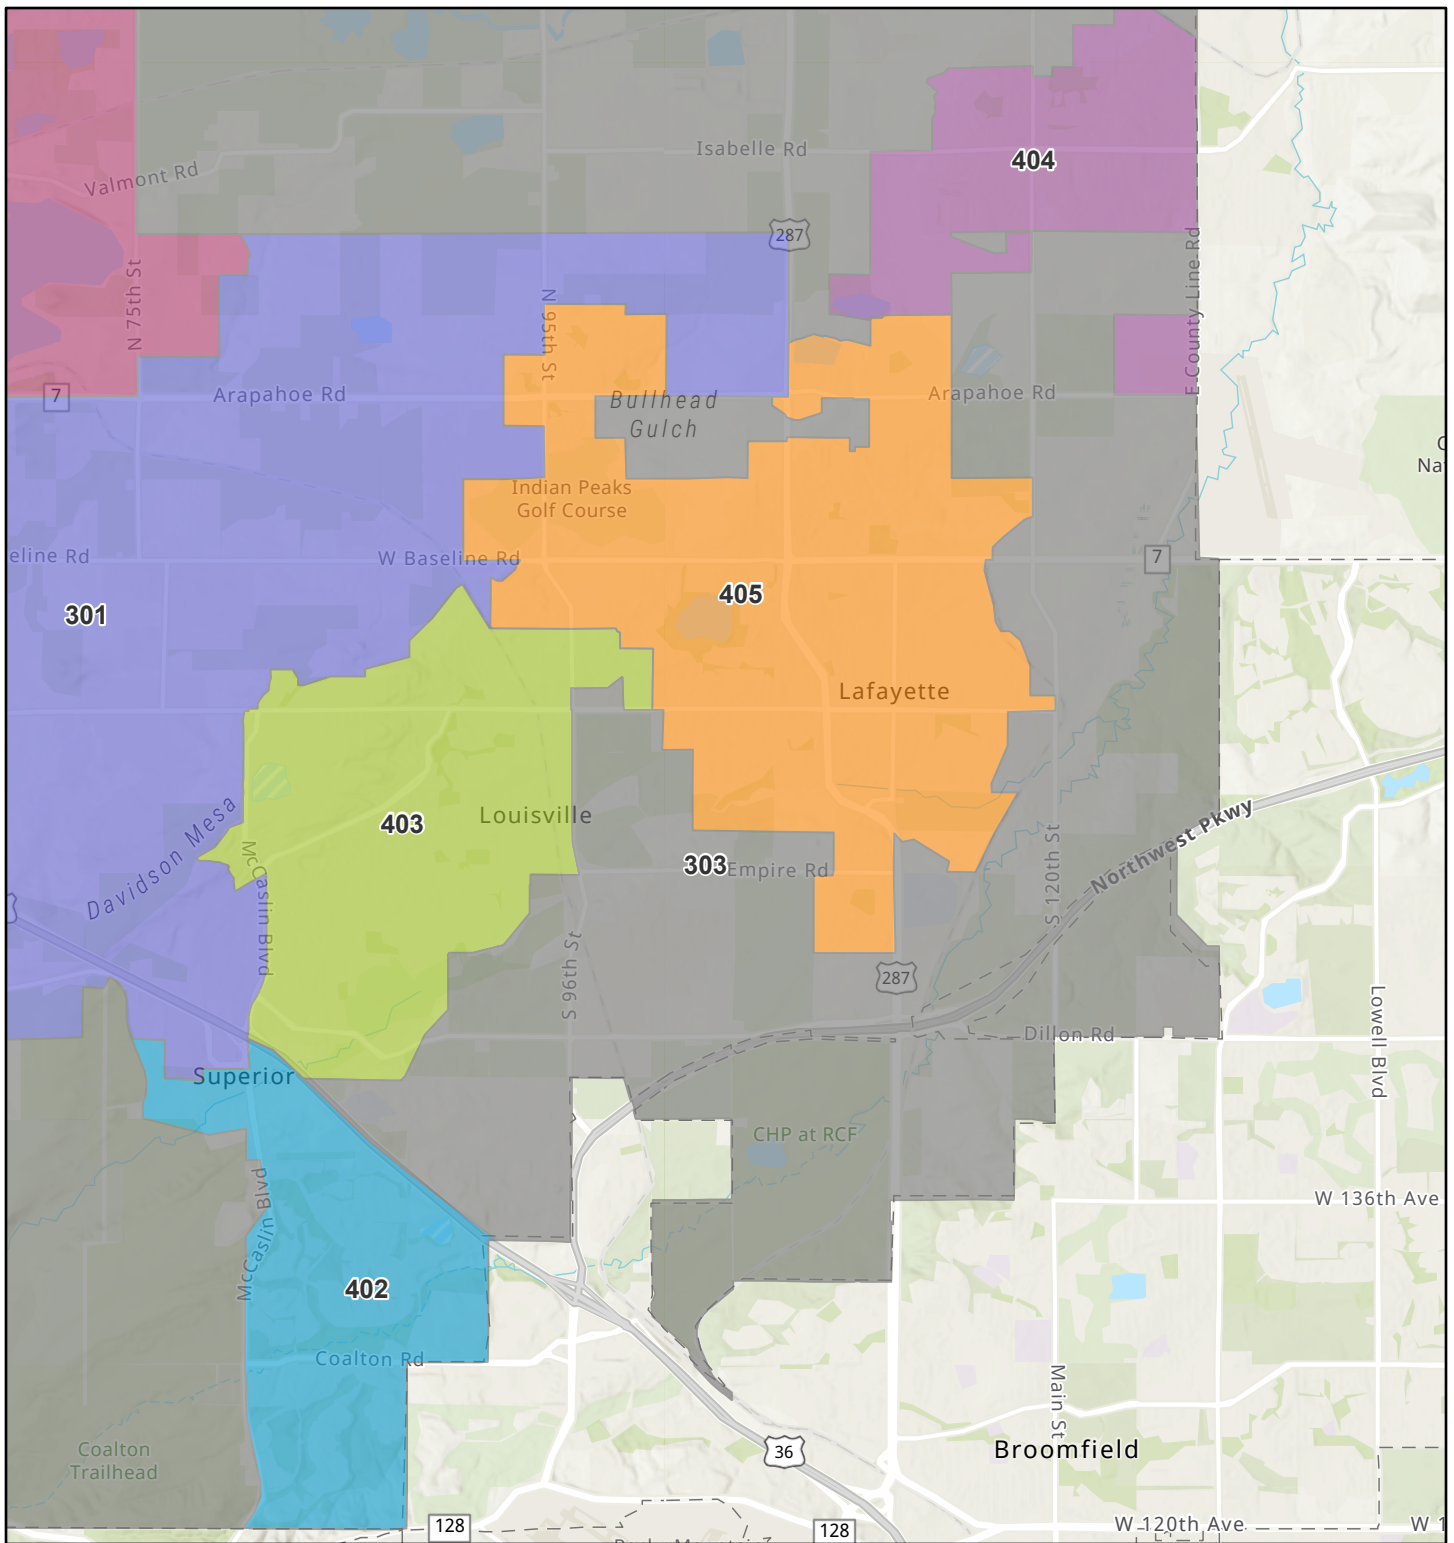 Isabelle Rd
404
Valmont Rd
287
N 75th St
N 95th St
E County Line Rd
7
Arapahoe Rd
Bullhead
Gulch
Arapahoe Rd
Indian Peaks
Golf Course
eline Rd
W Baseline Rd
7
301
405
Lafayette
Davidson Mesa
403
Louisville
McCaslin Blvd
303
Empire Rd
Northwest Pkwy
S 120th St
S 96th St
287
Dillon Rd
Lowell Blvd
Superior
CHP at RCF
McCaslin Blvd
W 136th Ave
402
Coalton Rd
Main St
Coalton
Trailhead
Broomfield
36
128
128
W 120th Ave
W 1